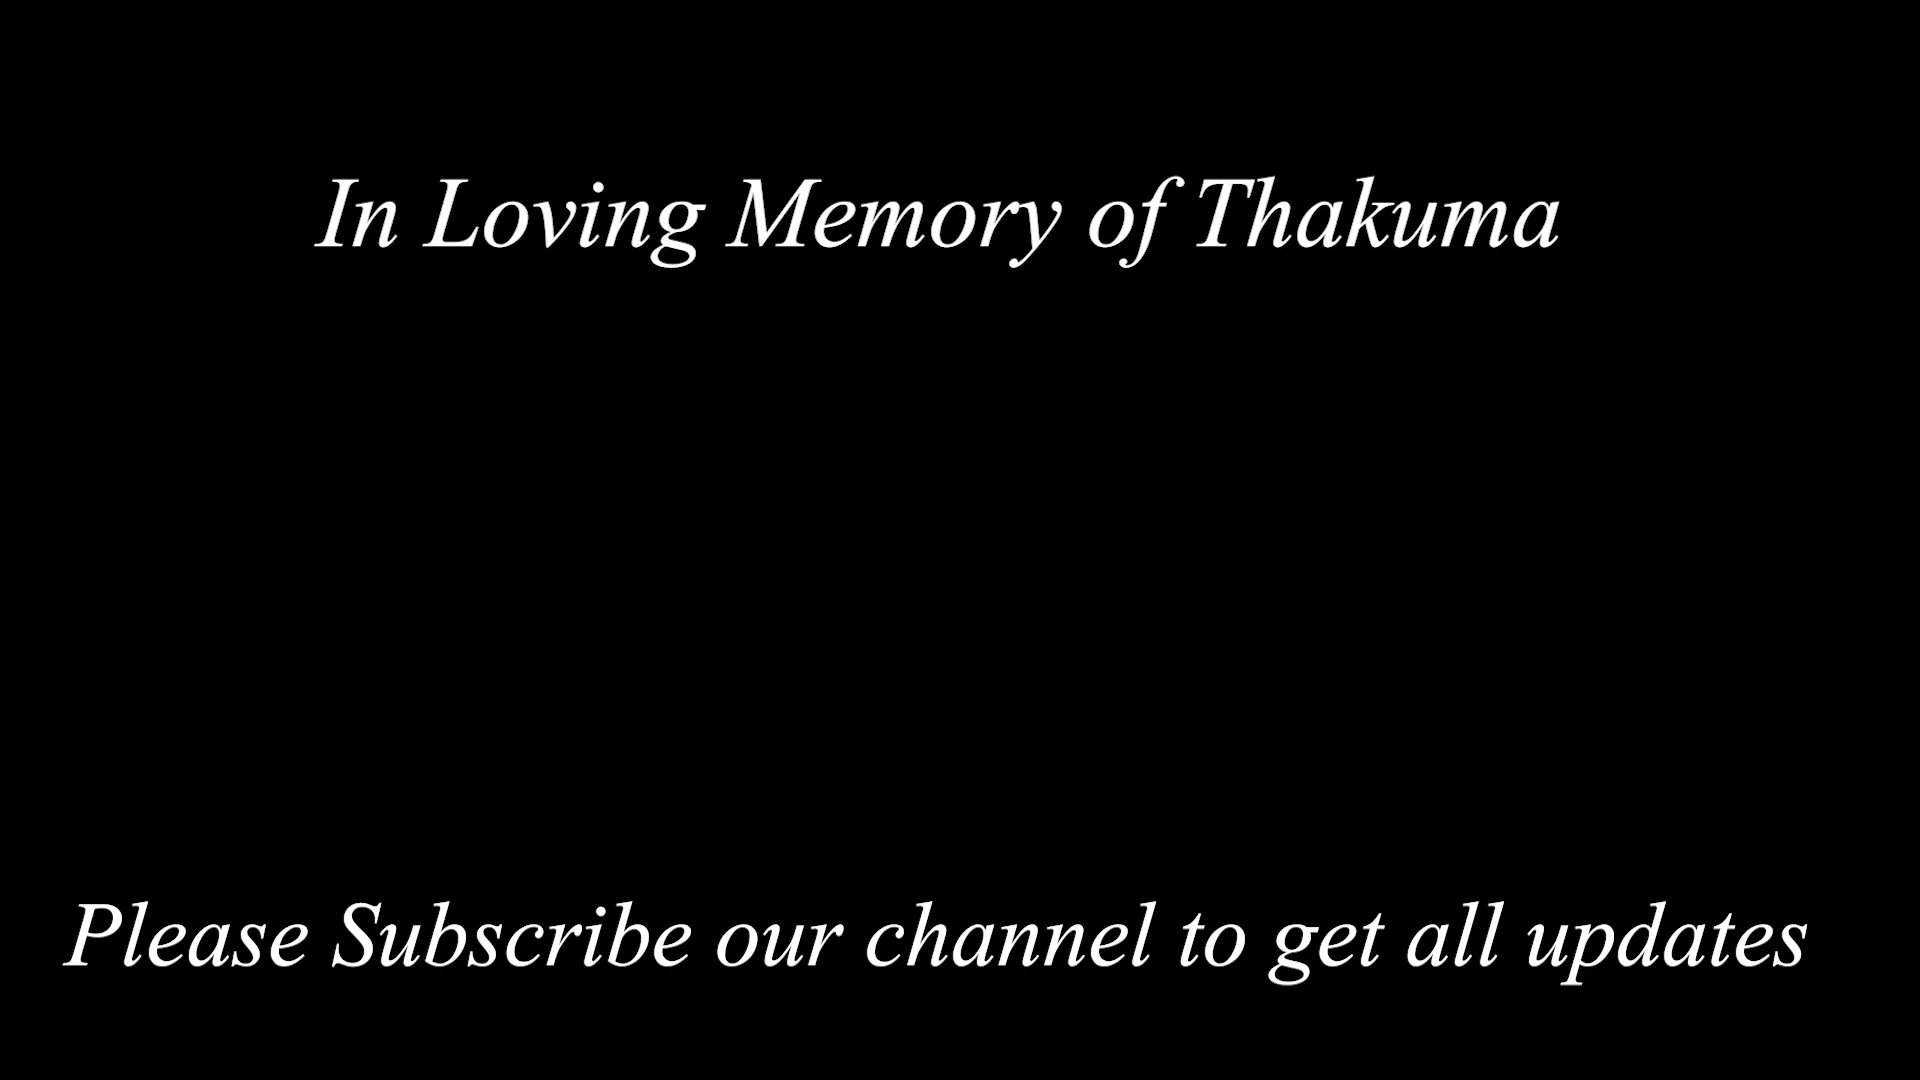 In Loving Memory of Thakuma
Please Subscribe our channel to get all updates